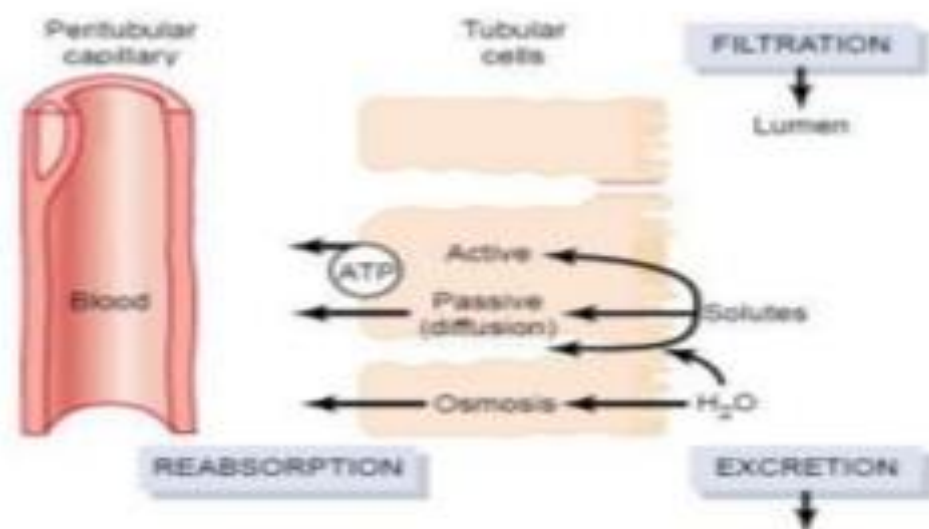 Peritubular
capillary
Tubular
cells
FILTRATION
Lumen
Active
ATP
Blood
Passive
(diffusion)
Solutes
Osmosis
H₂O
REABSORPTION
EXCRETION